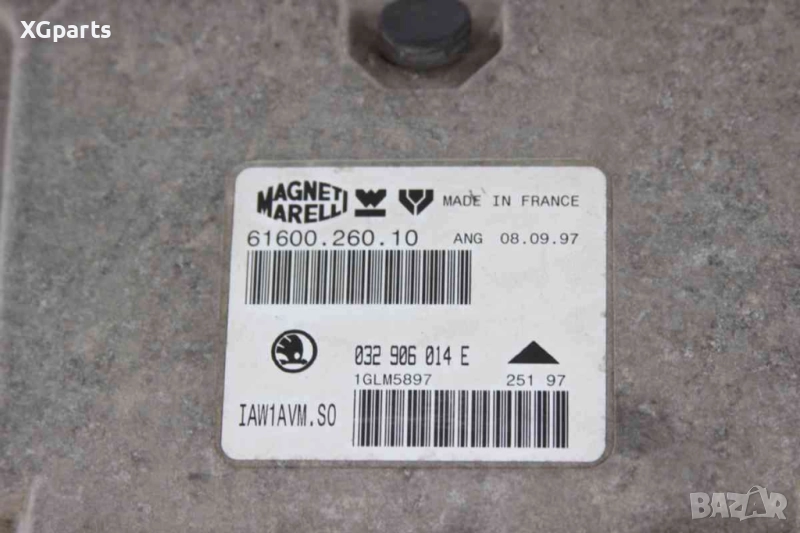 XGparts
MAGNETI MARELLI MADE IN FRANCE
61600.260.10 ANG 08.09.97
032 906 014 E
1GLM5897 251 97
IAW1AVM.SO
BAZAR